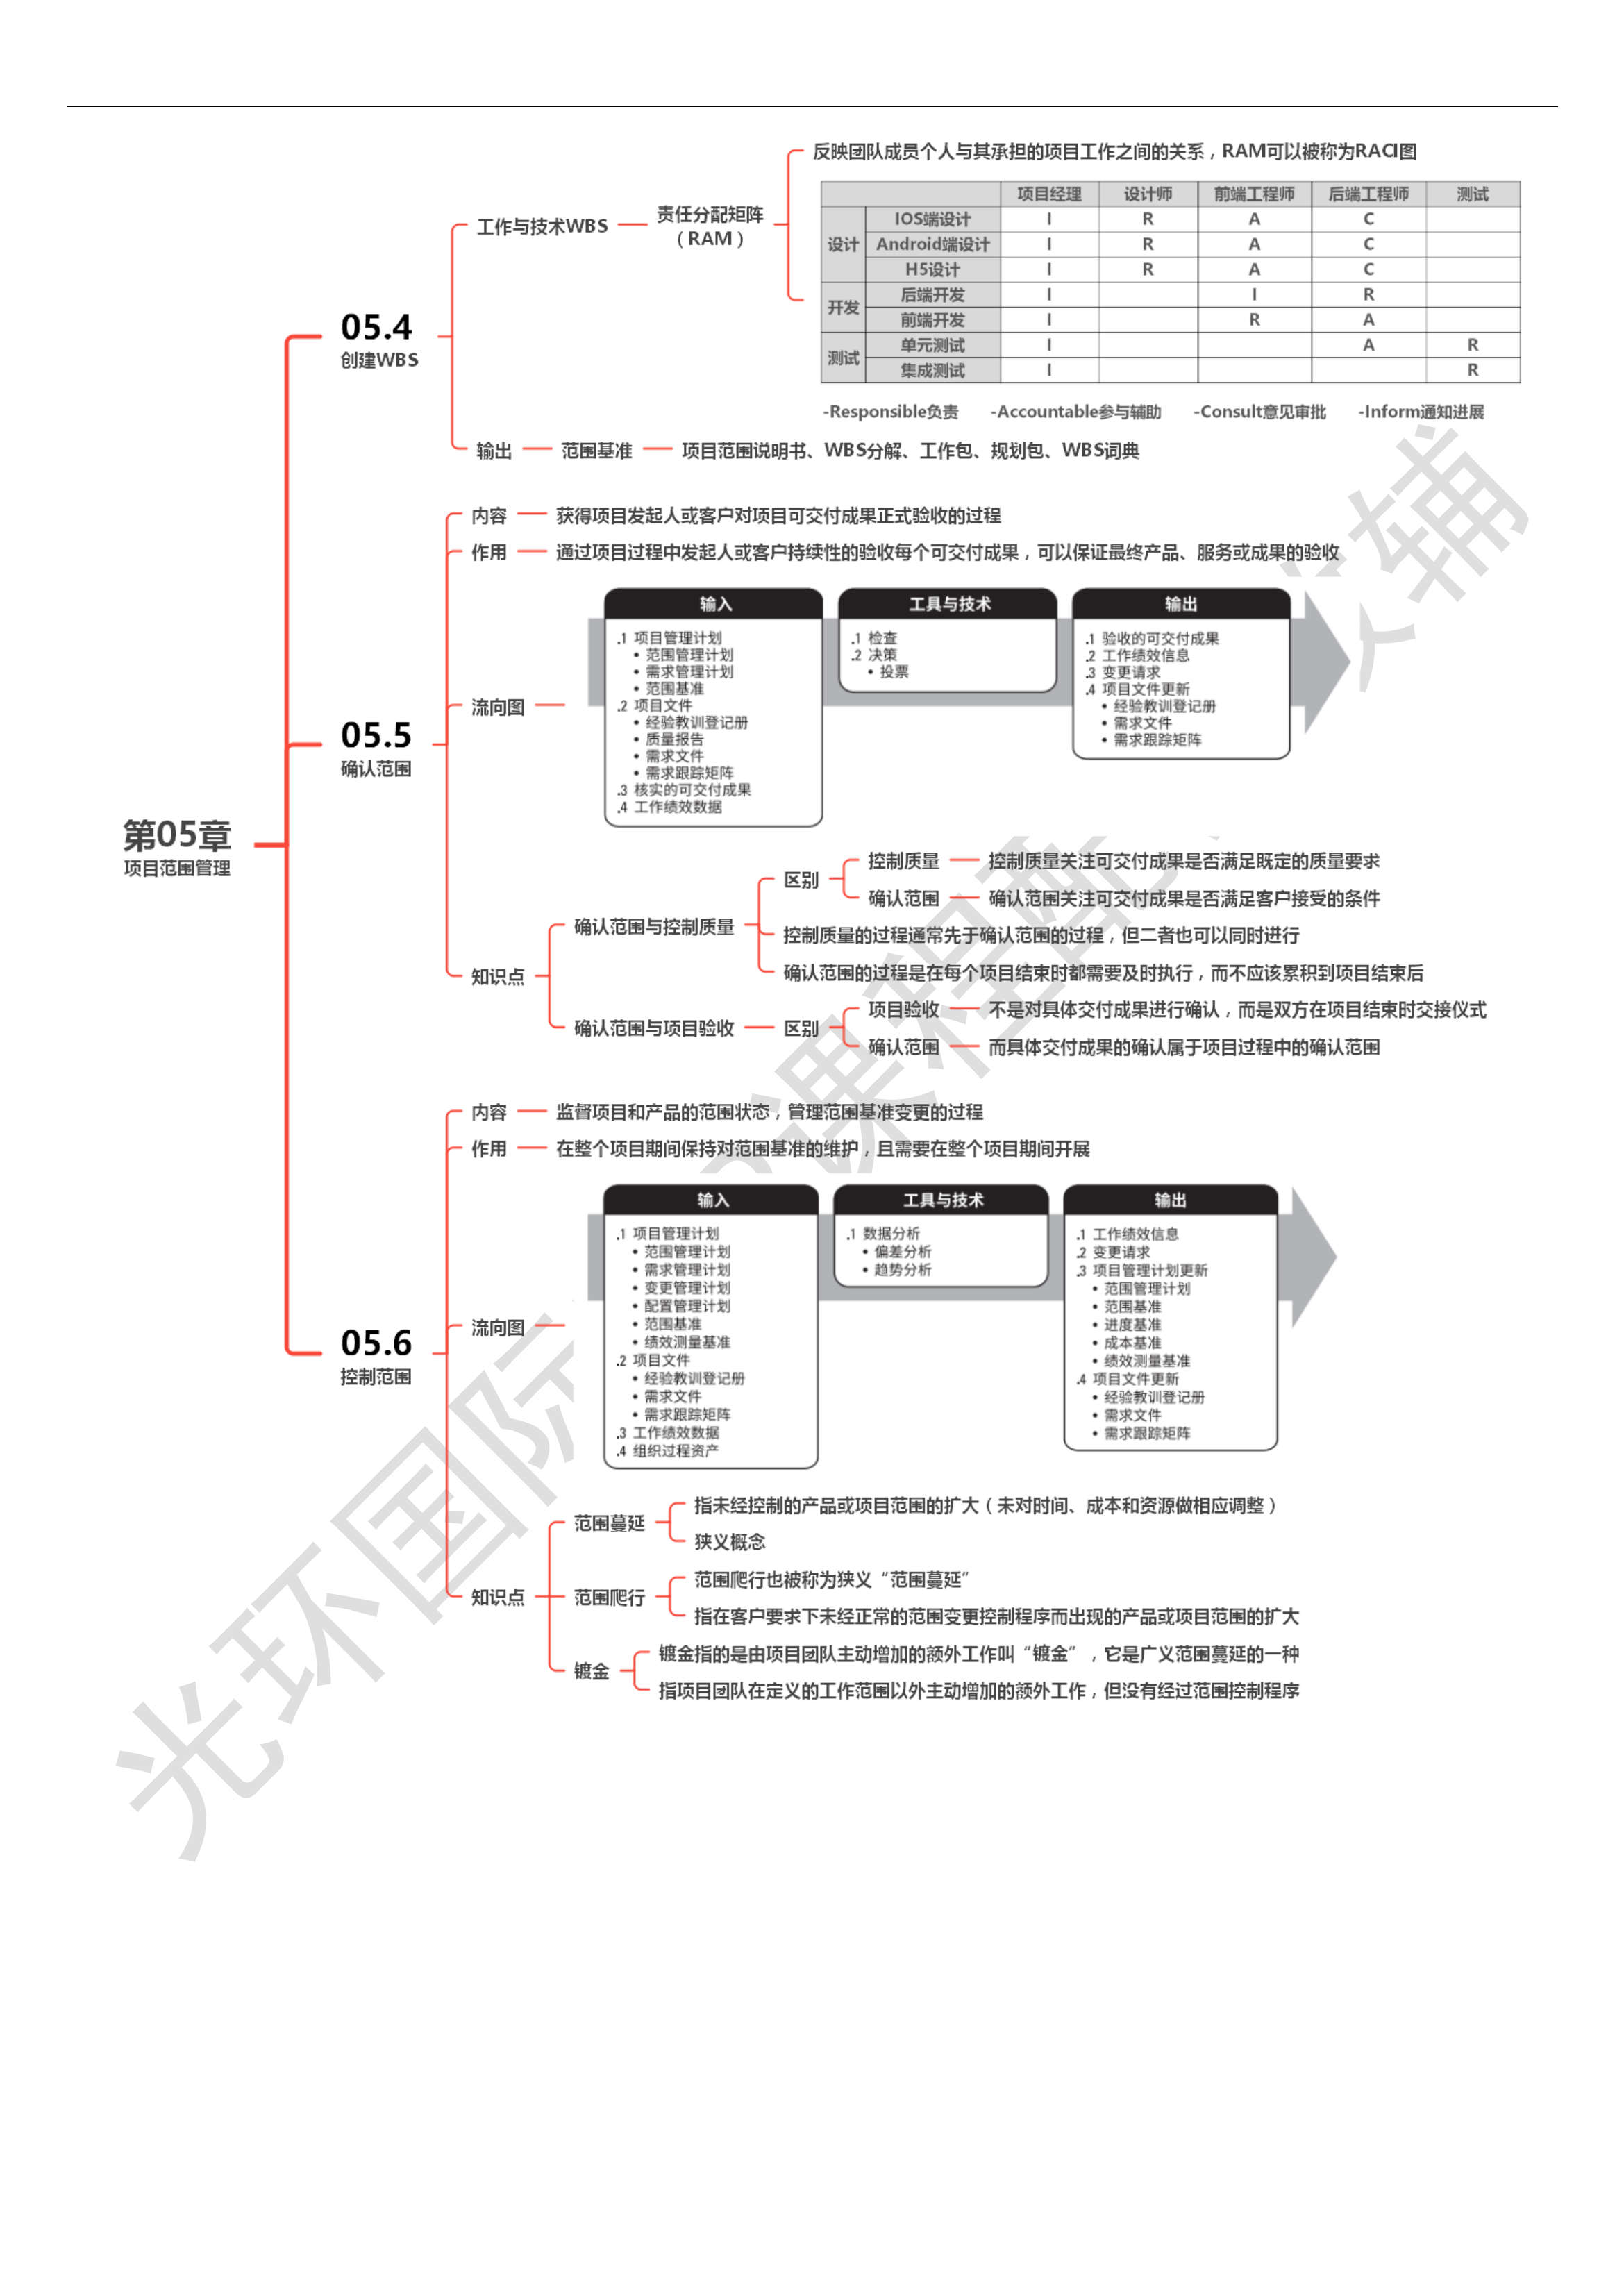 第05章
项目范围管理
05.4
创建WBS
工作与技术WBS
责任分配矩阵
（RAM）
反映团队成员个人与其承担的项目工作之间的关系，RAM可以被称为RACI图
项目经理 设计师 前端工程师 后端工程师 测试
设计
IOS端设计 I R A C
Android端设计 I R A C
H5设计 I R A C
开发
后端开发 I I R
前端开发 I R A
测试
单元测试 I A R
集成测试 I R
-Responsible负责 -Accountable参与辅助 -Consult意见审批 -Inform通知进展
输出
范围基准
项目范围说明书、WBS分解、工作包、规划包、WBS词典
05.5
确认范围
内容
获得项目发起人或客户对项目可交付成果正式验收的过程
作用
通过项目过程中发起人或客户持续性的验收每个可交付成果，可以保证最终产品、服务或成果的验收
流向图
输入
.1 项目管理计划
• 范围管理计划
• 需求管理计划
• 范围基准
.2 项目文件
• 经验教训登记册
• 质量报告
• 需求文件
• 需求跟踪矩阵
.3 核实的可交付成果
.4 工作绩效数据
工具与技术
.1 检查
.2 决策
• 投票
输出
.1 验收的可交付成果
.2 工作绩效信息
.3 变更请求
.4 项目文件更新
• 经验教训登记册
• 需求文件
• 需求跟踪矩阵
知识点
确认范围与控制质量
区别
控制质量
控制质量关注可交付成果是否满足既定的质量要求
确认范围
确认范围关注可交付成果是否满足客户接受的条件
控制质量的过程通常先于确认范围的过程，但二者也可以同时进行
确认范围的过程是在每个项目结束时都需要及时执行，而不应该累积到项目结束后
确认范围与项目验收
区别
项目验收
不是对具体交付成果进行确认，而是双方在项目结束时交接仪式
确认范围
而具体交付成果的确认属于项目过程中的确认范围
05.6
控制范围
内容
监督项目和产品的范围状态，管理范围基准变更的过程
作用
在整个项目期间保持对范围基准的维护，且需要在整个项目期间开展
流向图
输入
.1 项目管理计划
• 范围管理计划
• 需求管理计划
• 变更管理计划
• 配置管理计划
• 范围基准
• 绩效测量基准
.2 项目文件
• 经验教训登记册
• 需求文件
• 需求跟踪矩阵
.3 工作绩效数据
.4 组织过程资产
工具与技术
.1 数据分析
• 偏差分析
• 趋势分析
输出
.1 工作绩效信息
.2 变更请求
.3 项目管理计划更新
• 范围管理计划
• 范围基准
• 进度基准
• 成本基准
• 绩效测量基准
.4 项目文件更新
• 经验教训登记册
• 需求文件
• 需求跟踪矩阵
知识点
范围蔓延
指未经控制的产品或项目范围的扩大（未对时间、成本和资源做相应调整）
狭义概念
范围爬行
范围爬行也被称为狭义“范围蔓延”
指在客户要求下未经正常的范围变更控制程序而出现的产品或项目范围的扩大
镀金
镀金指的是由项目团队主动增加的额外工作叫“镀金”，它是广义范围蔓延的一种
指项目团队在定义的工作范围以外主动增加的额外工作，但没有经过范围控制程序
光环国际
课程配
辅